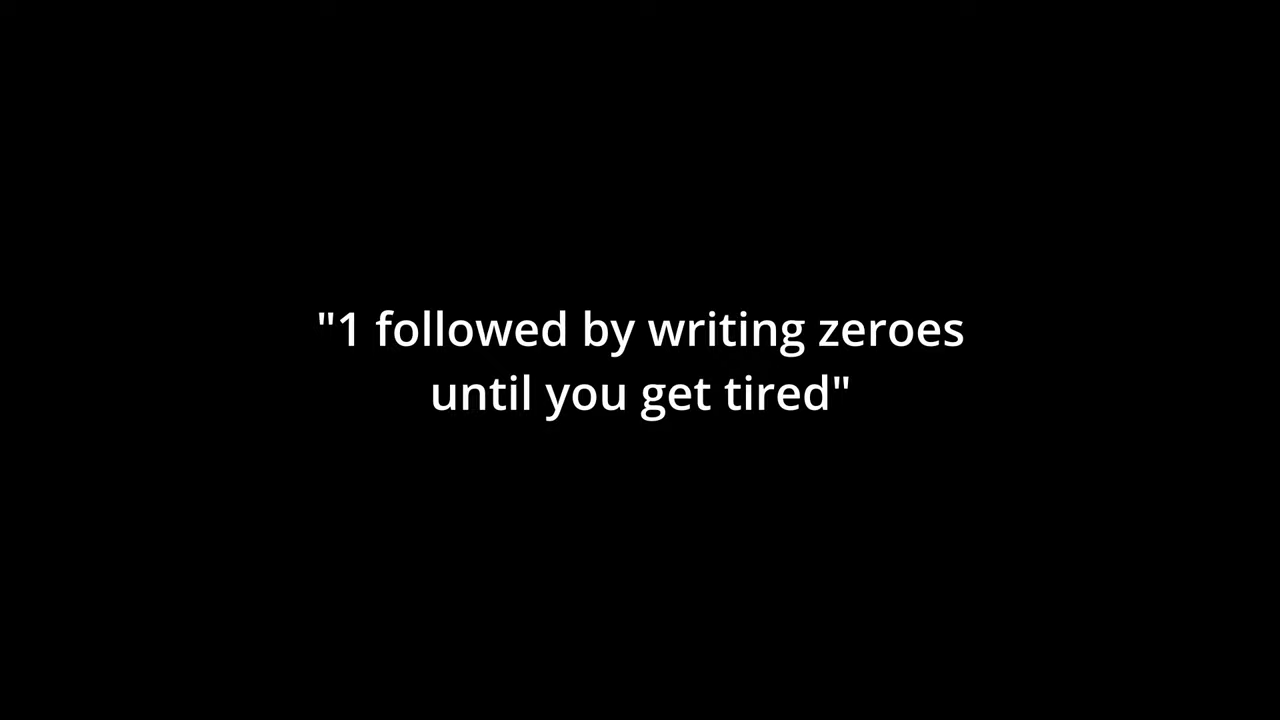 "1 followed by writing zeroes
until you get tired"